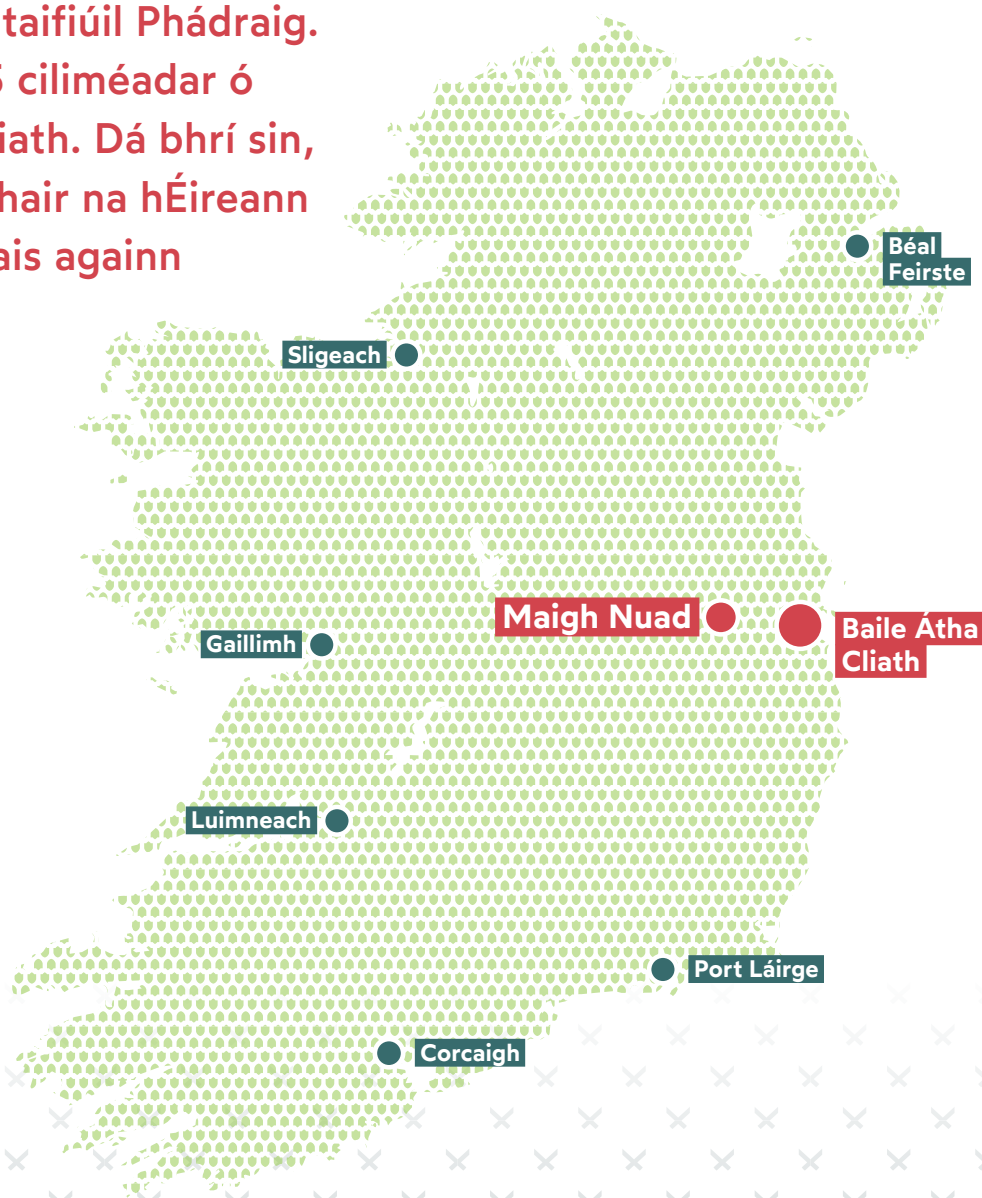 taifiúil Phádraig.
ciliméadar ó
iath. Dá bhrí sin,
hair na hÉireann
ais againn
Béal
Feirste
Sligeach
Maigh Nuad
Baile Átha
Cliath
Gaillimh
Luimneach
Port Láirge
Corcaigh